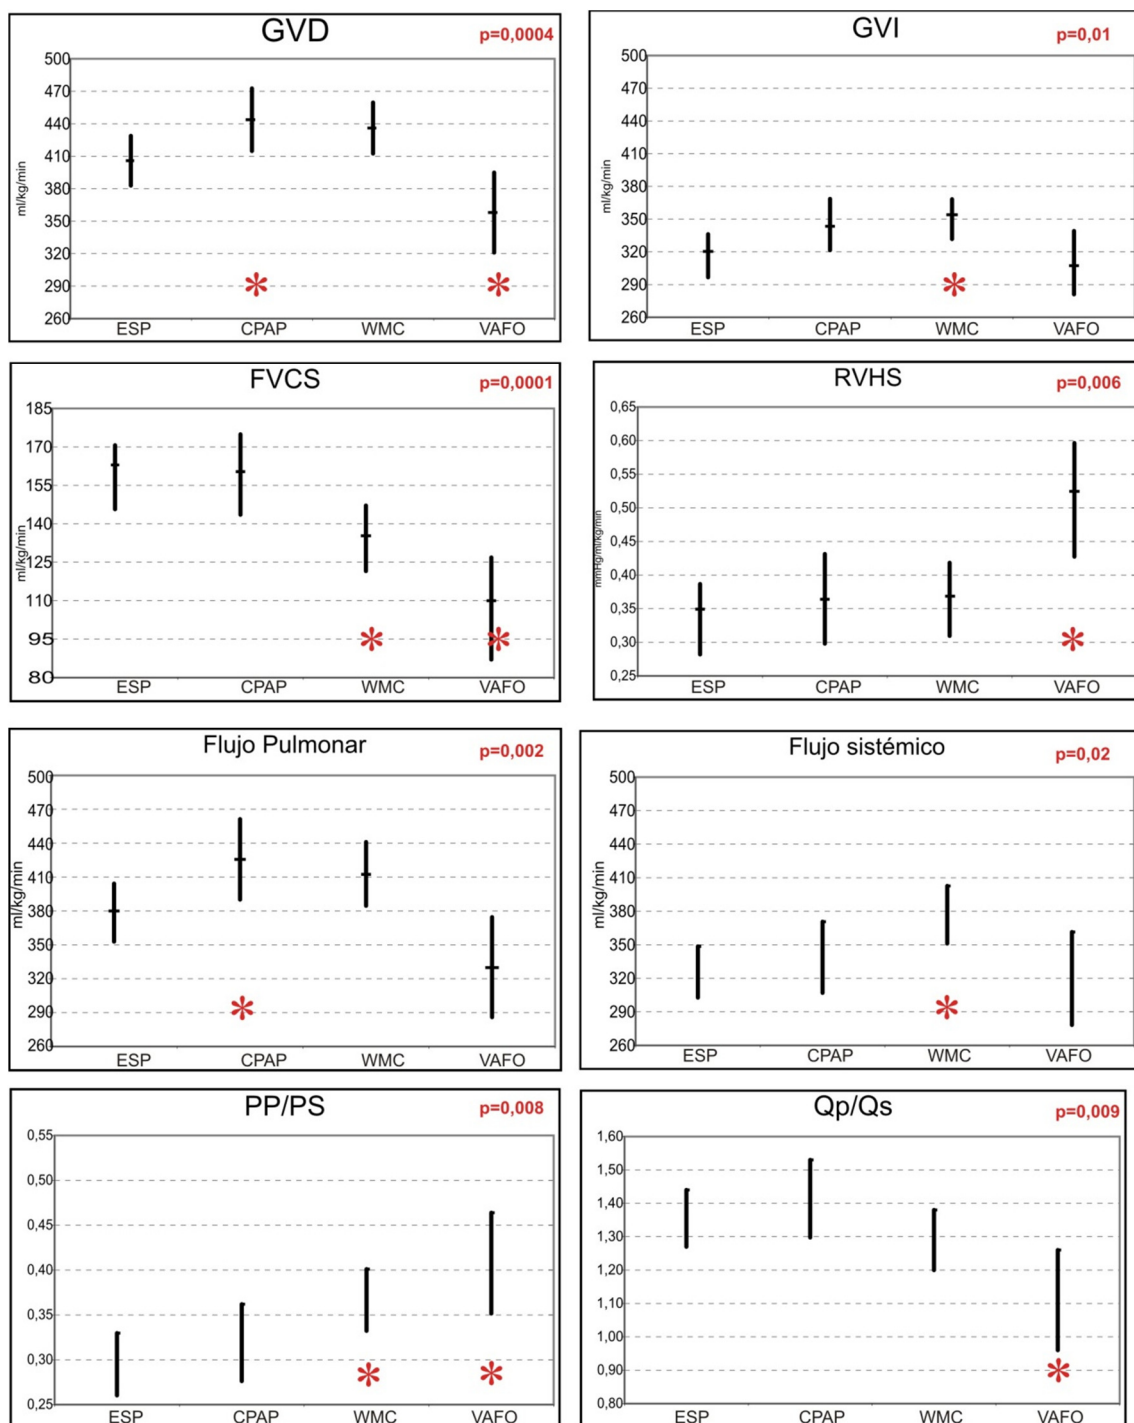 GVD
p=0,0004
500
470
440
410
380
350
320
290
260
ml/kg/min
ESP CPAP WMC VAFO
*
*
GVI
p=0,01
500
470
440
410
380
350
320
290
260
ml/kg/min
ESP CPAP WMC VAFO
*
FVCS
p=0,0001
185
170
155
140
125
110
95
80
ml/kg/min
ESP CPAP WMC VAFO
*
*
RVHS
p=0,006
0,65
0,60
0,55
0,50
0,45
0,40
0,35
0,30
0,25
mmHg/ml/kg/min
ESP CPAP WMC VAFO
*
Flujo Pulmonar
p=0,002
500
470
440
410
380
350
320
290
260
ml/kg/min
ESP CPAP WMC VAFO
*
Flujo sistémico
p=0,02
500
470
440
410
380
350
320
290
260
ml/kg/min
ESP CPAP WMC VAFO
*
PP/PS
p=0,008
0,55
0,50
0,45
0,40
0,35
0,30
0,25
ESP CPAP WMC VAFO
*
*
Qp/Qs
p=0,009
1,60
1,50
1,40
1,30
1,20
1,10
1,00
0,90
0,80
ESP CPAP WMC VAFO
*